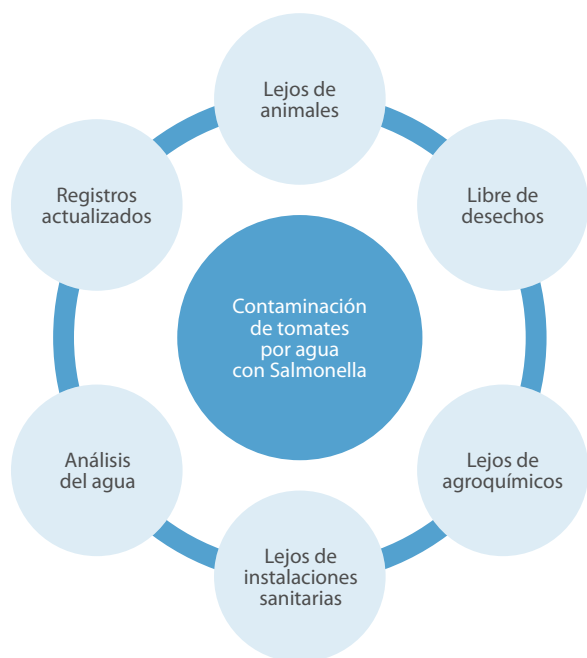 Lejos de
animales
Libre de
desechos
Lejos de
agroquímicos
Lejos de
instalaciones
sanitarias
Análisis
del agua
Registros
actualizados
Contaminación
de tomates
por agua
con Salmonella